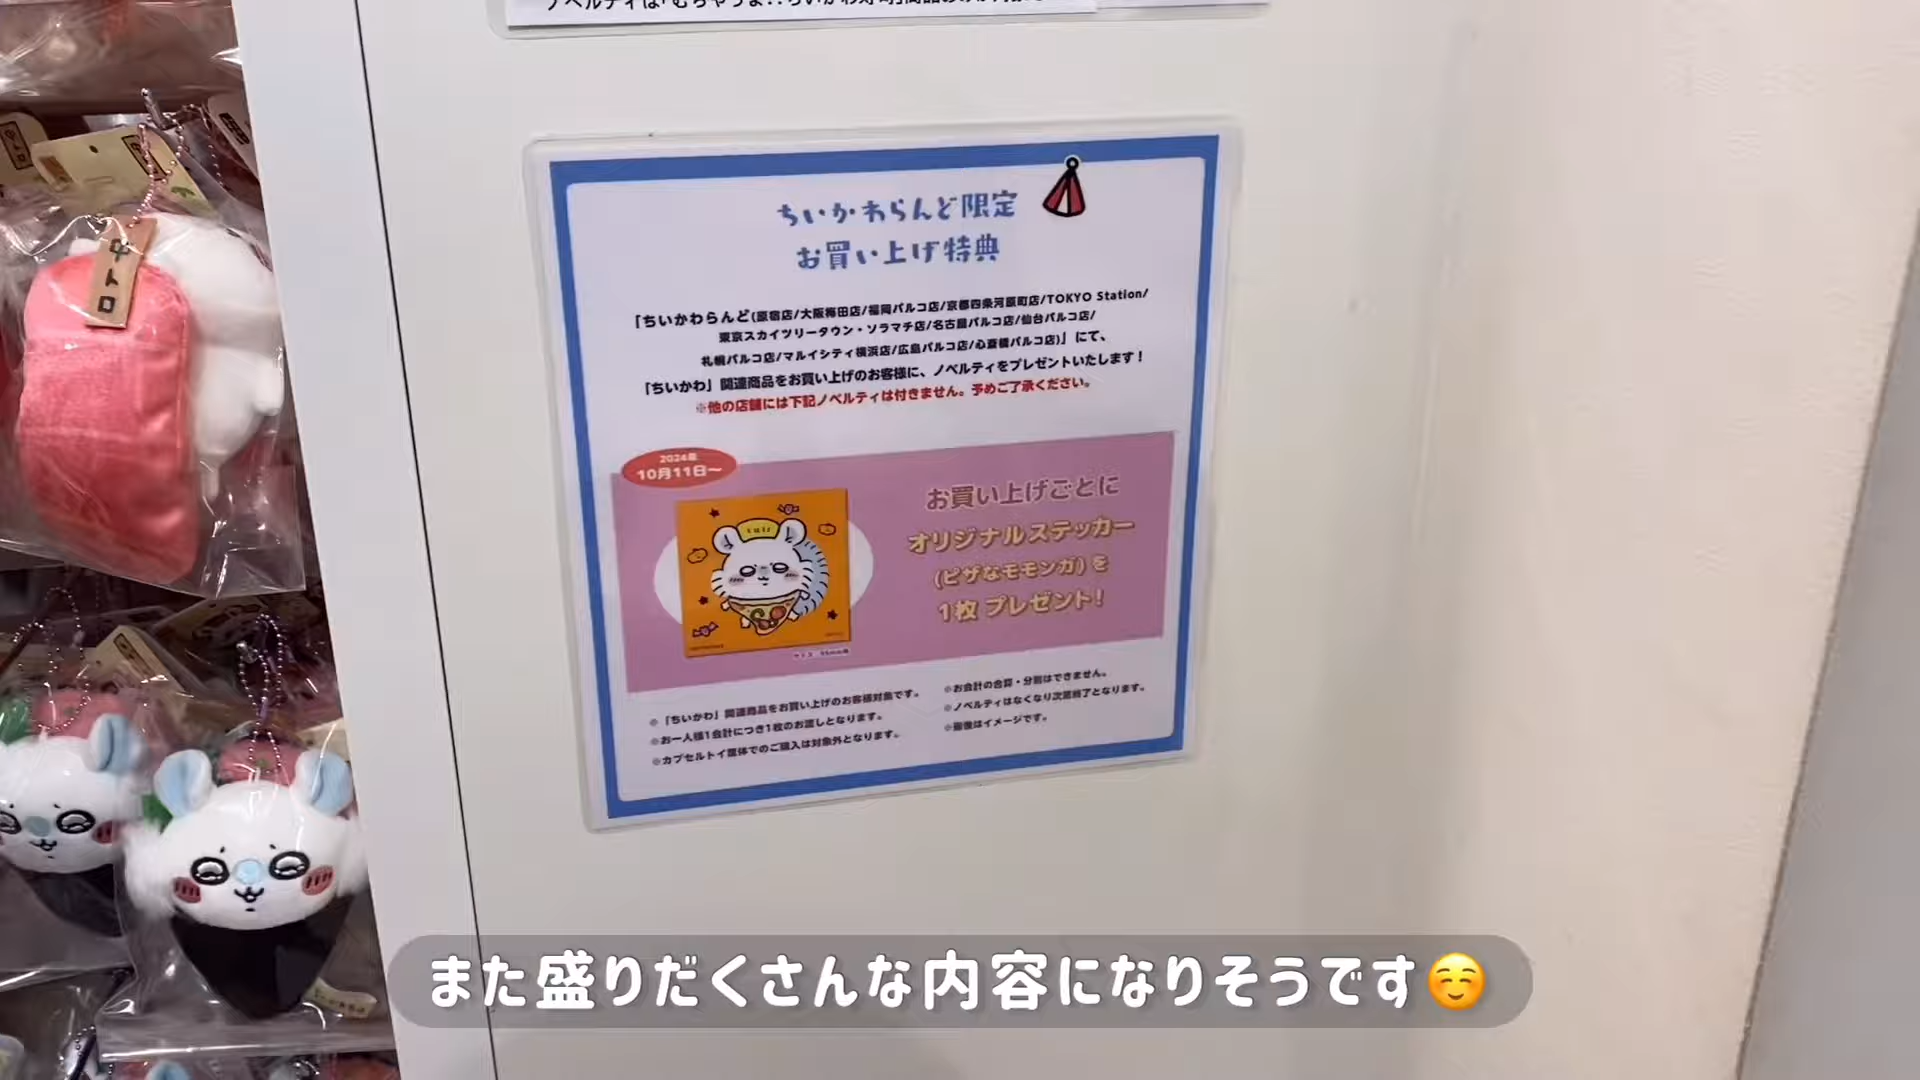 中トロ
ちいかわらんど限定
お買い上げ特典
「ちいかわらんど(原宿店/大阪梅田店/福岡パルコ店/京都四条河原町店/TOKYO Station/
東京スカイツリータウン・ソラマチ店/名古屋パルコ店/仙台パルコ店/
札幌パルコ店/マルイシティ横浜店/広島パルコ店/心斎橋パルコ店)」にて、
「ちいかわ」関連商品をお買い上げのお客様に、ノベルティをプレゼントいたします!
※他の店舗には下記ノベルティは付きません。予めご了承ください。
2024年
10月11日~
お買い上げごとに
オリジナルステッカー
(ピザなモモンガ)を
1枚 プレゼント!
※「ちいかわ」関連商品をお買い上げのお客様対象です。
※お一人様1会計につき1枚のお渡しとなります。
※カプセルトイ筐体でのご購入は対象外となります。
※お会計の合算・分割はできません。
※ノベルティはなくなり次第終了となります。
※画像はイメージです。
また盛りだくさんな内容になりそうです☺️